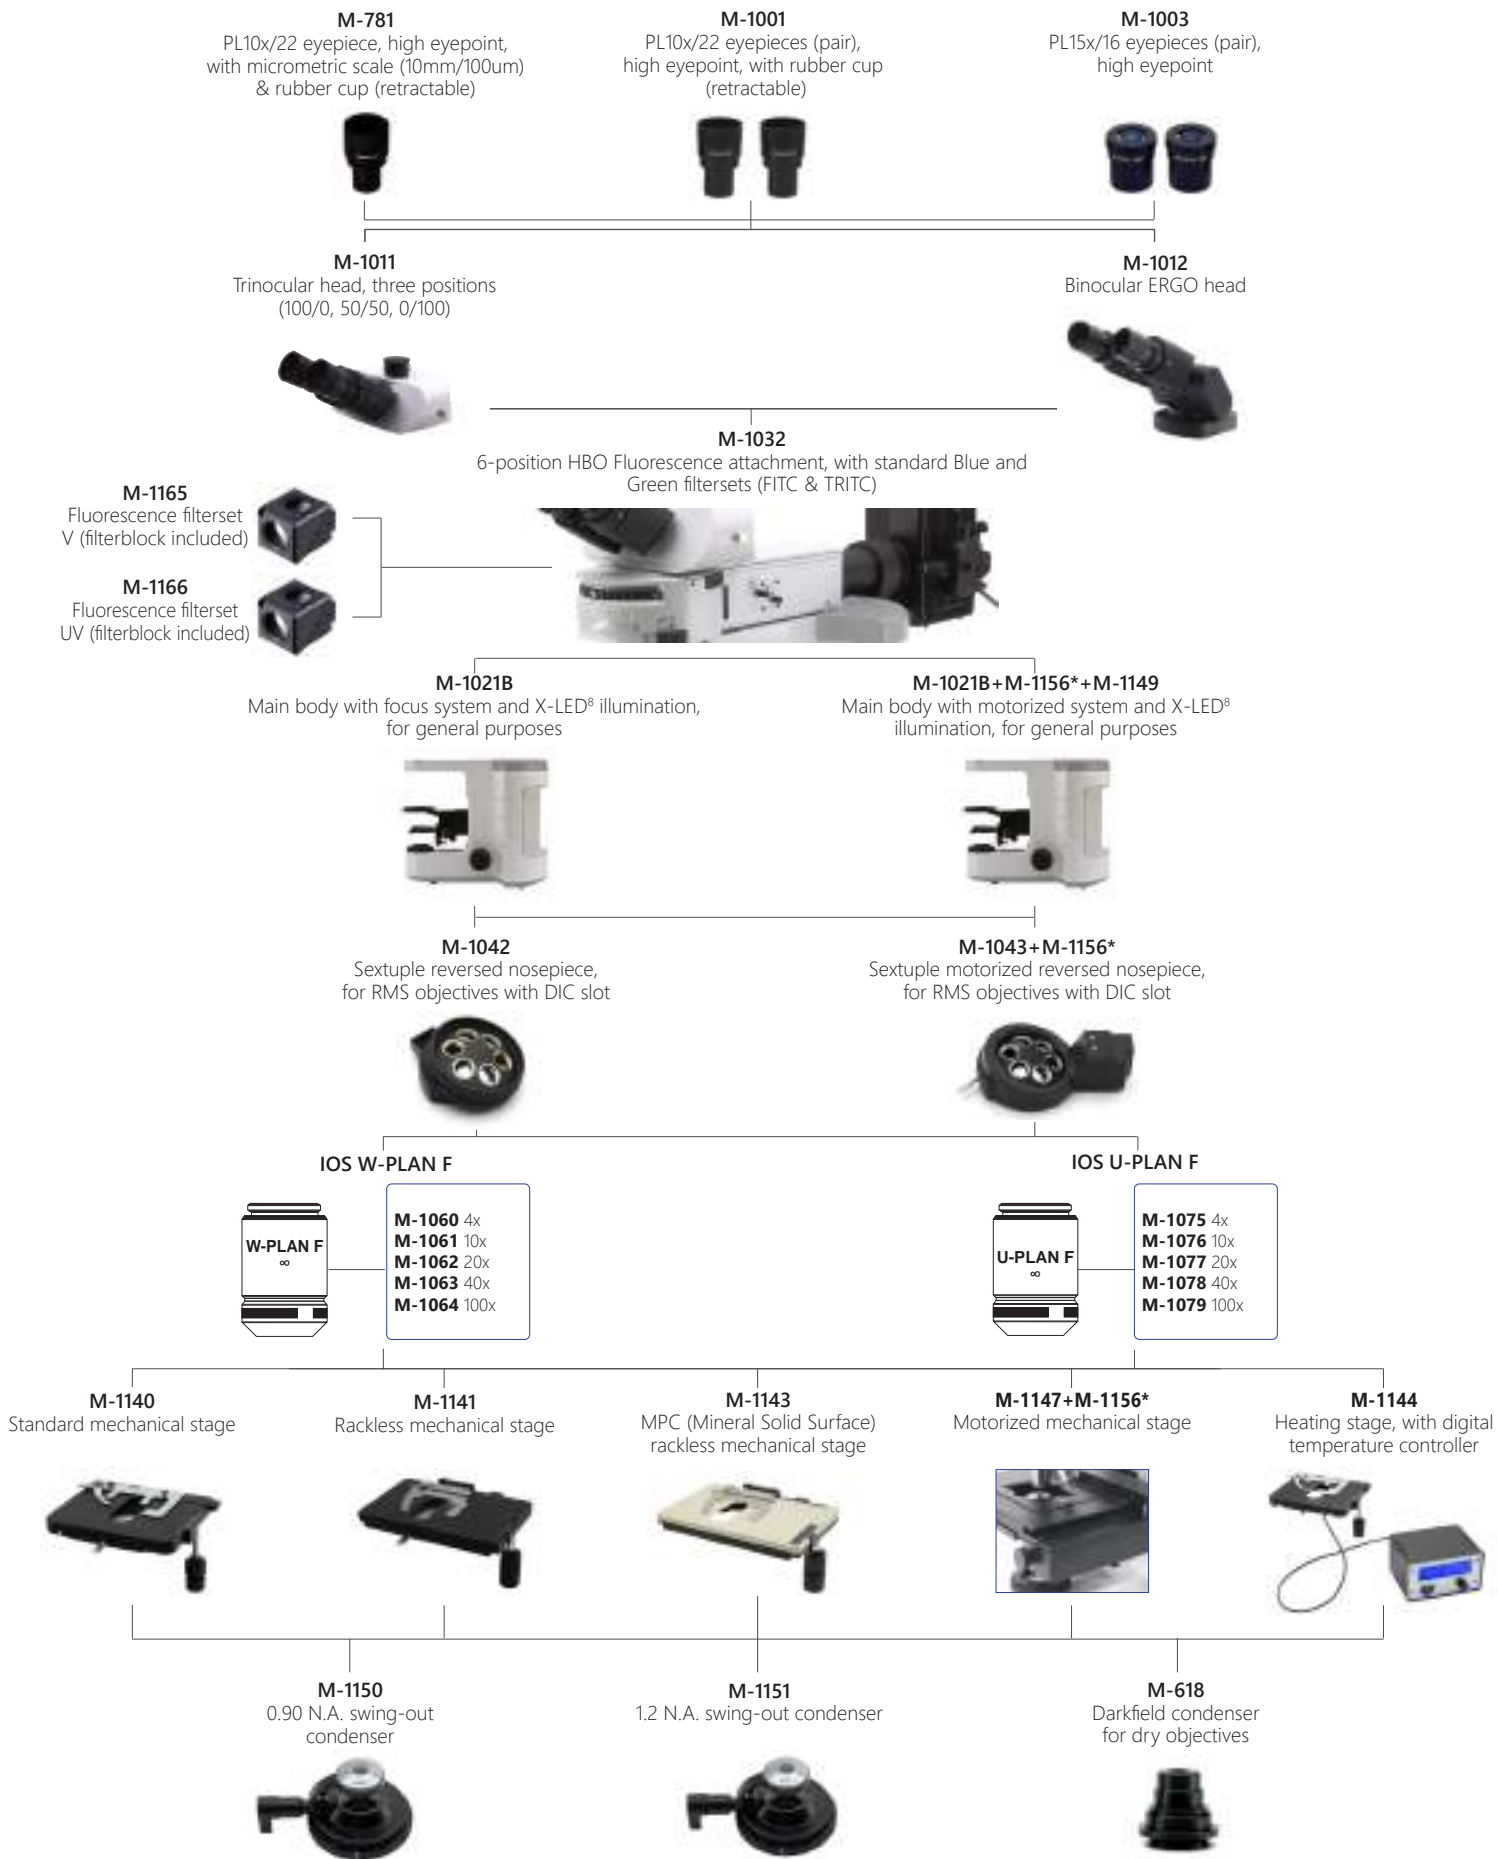 M-781
PL10x/22 eyepiece, high eyepoint,
with micrometric scale (10mm/100um)
& rubber cup (retractable)
M-1001
PL10x/22 eyepieces (pair),
high eyepoint, with rubber cup
(retractable)
M-1003
PL15x/16 eyepieces (pair),
high eyepoint
M-1011
Trinocular head, three positions
(100/0, 50/50, 0/100)
M-1012
Binocular ERGO head
M-1032
6-position HBO Fluorescence attachment, with standard Blue and
Green filtersets (FITC & TRITC)
M-1165
Fluorescence filterset
V (filterblock included)
M-1166
Fluorescence filterset
UV (filterblock included)
M-1021B
Main body with focus system and X-LED⁸ illumination,
for general purposes
M-1021B+M-1156*+M-1149
Main body with motorized system and X-LED⁸
illumination, for general purposes
M-1042
Sextuple reversed nosepiece,
for RMS objectives with DIC slot
M-1043+M-1156*
Sextuple motorized reversed nosepiece,
for RMS objectives with DIC slot
IOS W-PLAN F
W-PLAN F
∞
M-1060 4x
M-1061 10x
M-1062 20x
M-1063 40x
M-1064 100x
IOS U-PLAN F
U-PLAN F
∞
M-1075 4x
M-1076 10x
M-1077 20x
M-1078 40x
M-1079 100x
M-1140
Standard mechanical stage
M-1141
Rackless mechanical stage
M-1143
MPC (Mineral Solid Surface)
rackless mechanical stage
M-1147+M-1156*
Motorized mechanical stage
M-1144
Heating stage, with digital
temperature controller
M-1150
0.90 N.A. swing-out
condenser
M-1151
1.2 N.A. swing-out condenser
M-618
Darkfield condenser
for dry objectives